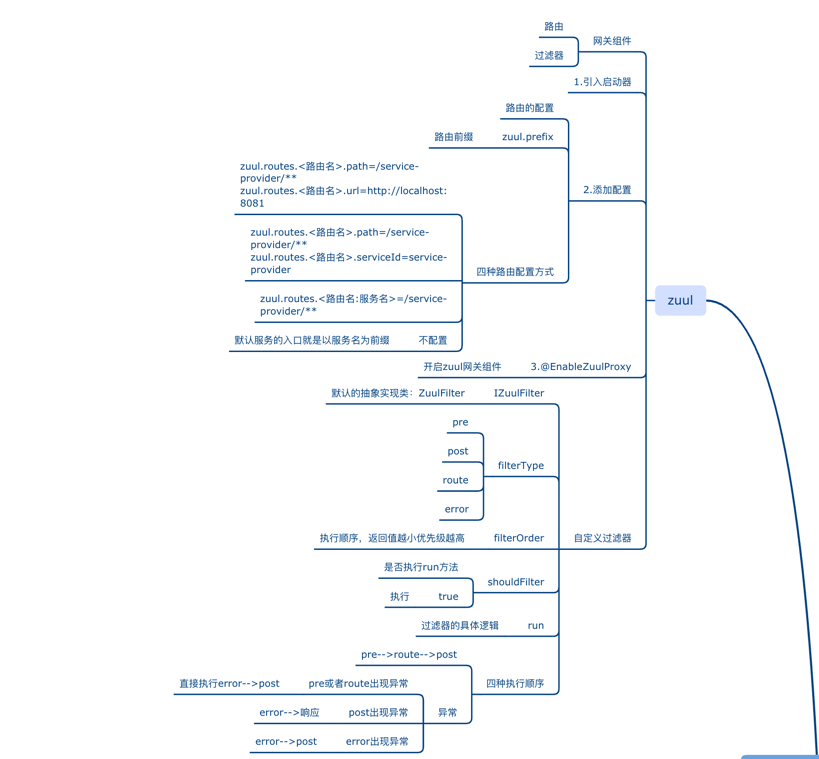 zuul
网关组件
路由
过滤器
1.引入启动器
2.添加配置
路由的配置
zuul.prefix
路由前缀
四种路由配置方式
zuul.routes.<路由名>.path=/service-
provider/**
zuul.routes.<路由名>.url=http://localhost:
8081
zuul.routes.<路由名>.path=/service-
provider/**
zuul.routes.<路由名>.serviceId=service-
provider
zuul.routes.<路由名:服务名>=/service-
provider/**
不配置
默认服务的入口就是以服务名为前缀
3.@EnableZuulProxy
开启zuul网关组件
自定义过滤器
IZuulFilter
默认的抽象实现类：ZuulFilter
filterType
pre
post
route
error
filterOrder
执行顺序，返回值越小优先级越高
shouldFilter
是否执行run方法
true
执行
run
过滤器的具体逻辑
四种执行顺序
pre-->route-->post
异常
pre或者route出现异常
直接执行error-->post
post出现异常
error-->响应
error出现异常
error-->post